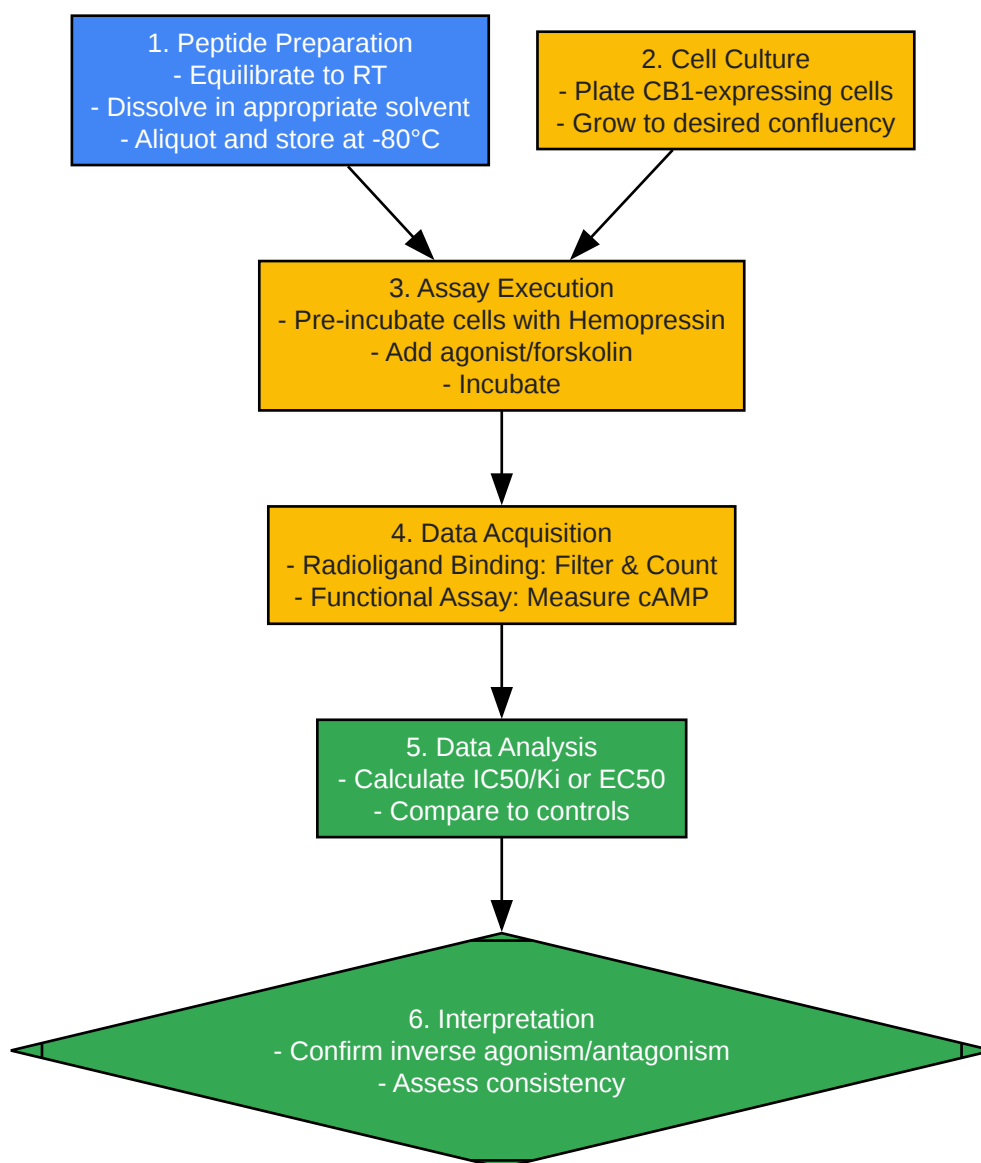 1. Peptide Preparation
- Equilibrate to RT
- Dissolve in appropriate solvent
- Aliquot and store at -80°C
2. Cell Culture
- Plate CB1-expressing cells
- Grow to desired confluency
3. Assay Execution
- Pre-incubate cells with Hemopressin
- Add agonist/forskolin
- Incubate
4. Data Acquisition
- Radioligand Binding: Filter & Count
- Functional Assay: Measure cAMP
5. Data Analysis
- Calculate IC50/Ki or EC50
- Compare to controls
6. Interpretation
- Confirm inverse agonism/antagonism
- Assess consistency